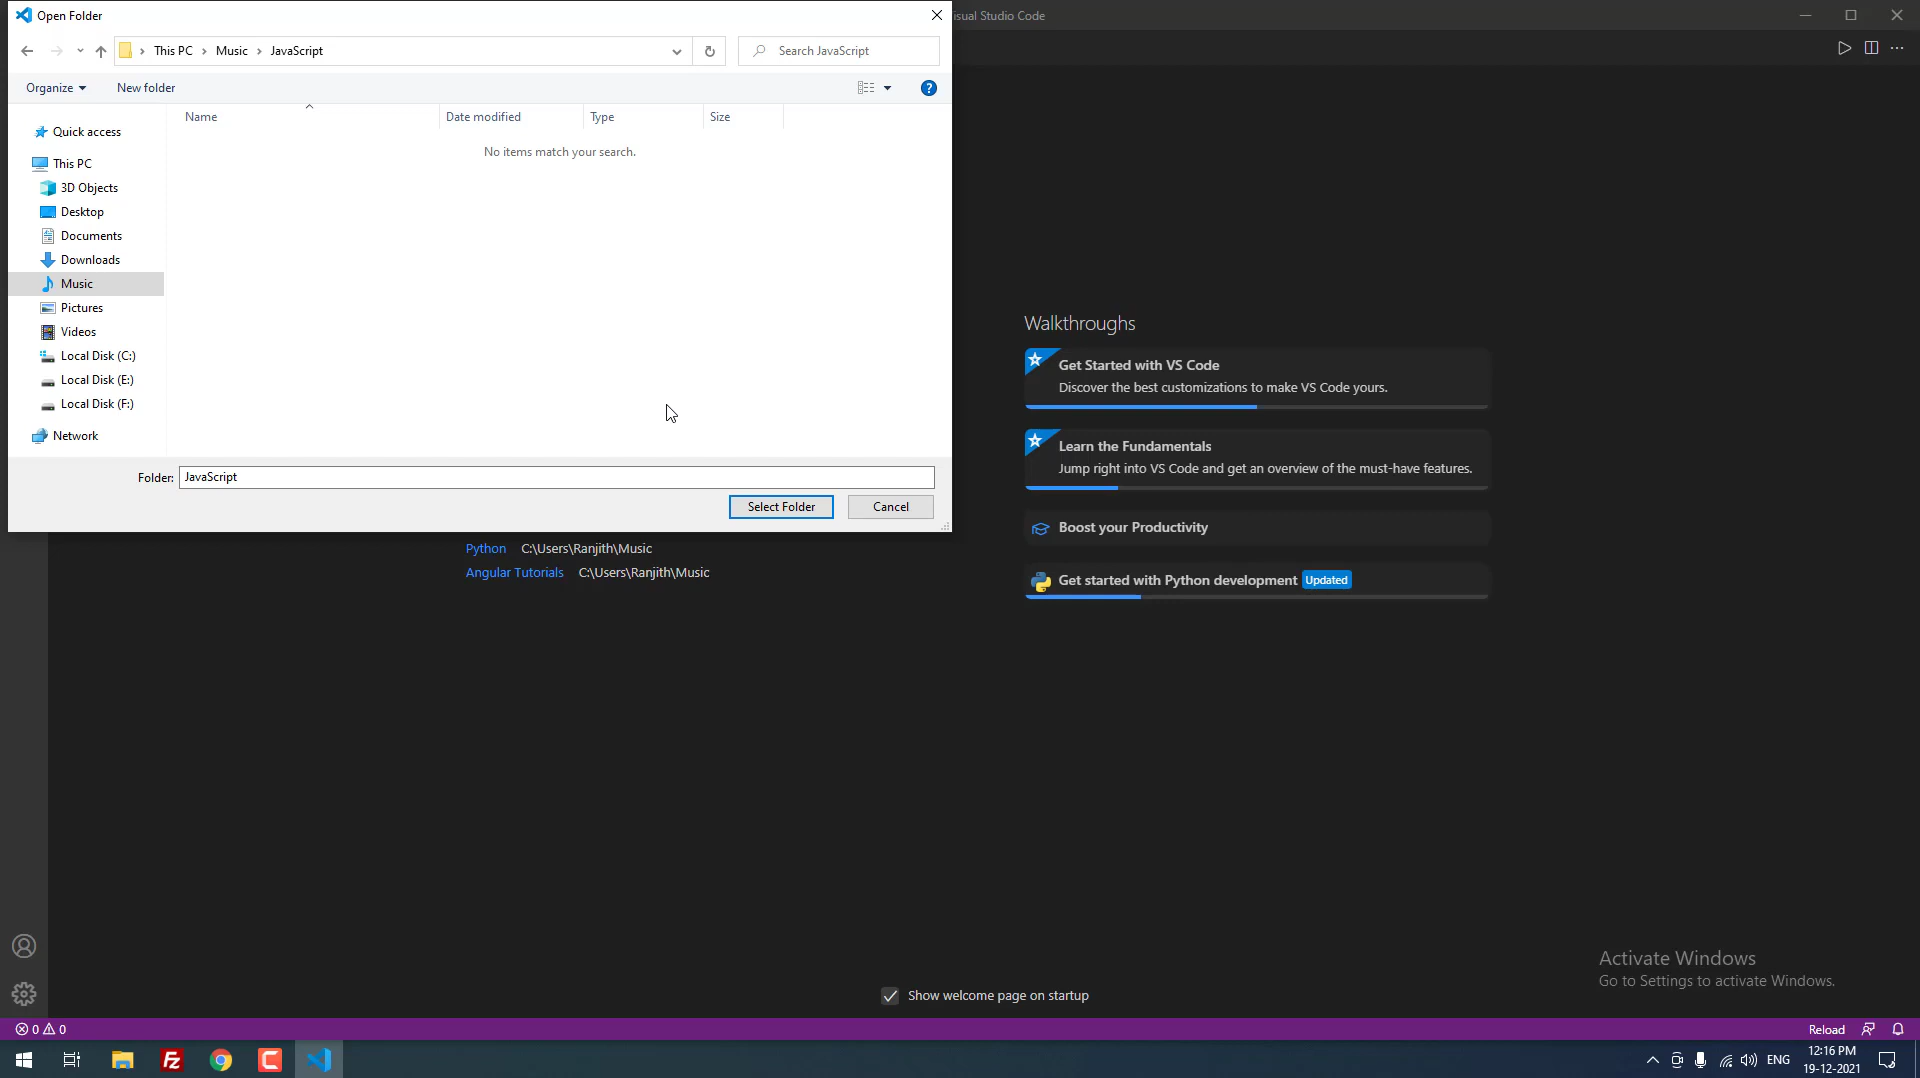 Open Folder
Visual Studio Code
This PC
Music
JavaScript
Search JavaScript
Organize
New folder
Name
Date modified
Type
Size
No items match your search.
Quick access
This PC
3D Objects
Desktop
Documents
Downloads
Music
Pictures
Videos
Local Disk (C:)
Local Disk (E:)
Local Disk (F:)
Network
Folder: JavaScript
Select Folder
Cancel
Python C:\Users\Ranjith\Music
Angular Tutorials C:\Users\Ranjith\Music
Walkthroughs
Get Started with VS Code
Discover the best customizations to make VS Code yours.
Learn the Fundamentals
Jump right into VS Code and get an overview of the must-have features.
Boost your Productivity
Get started with Python development Updated
Show welcome page on startup
Activate Windows
Go to Settings to activate Windows.
0 0
Reload
ENG
12:16 PM
19-12-2021